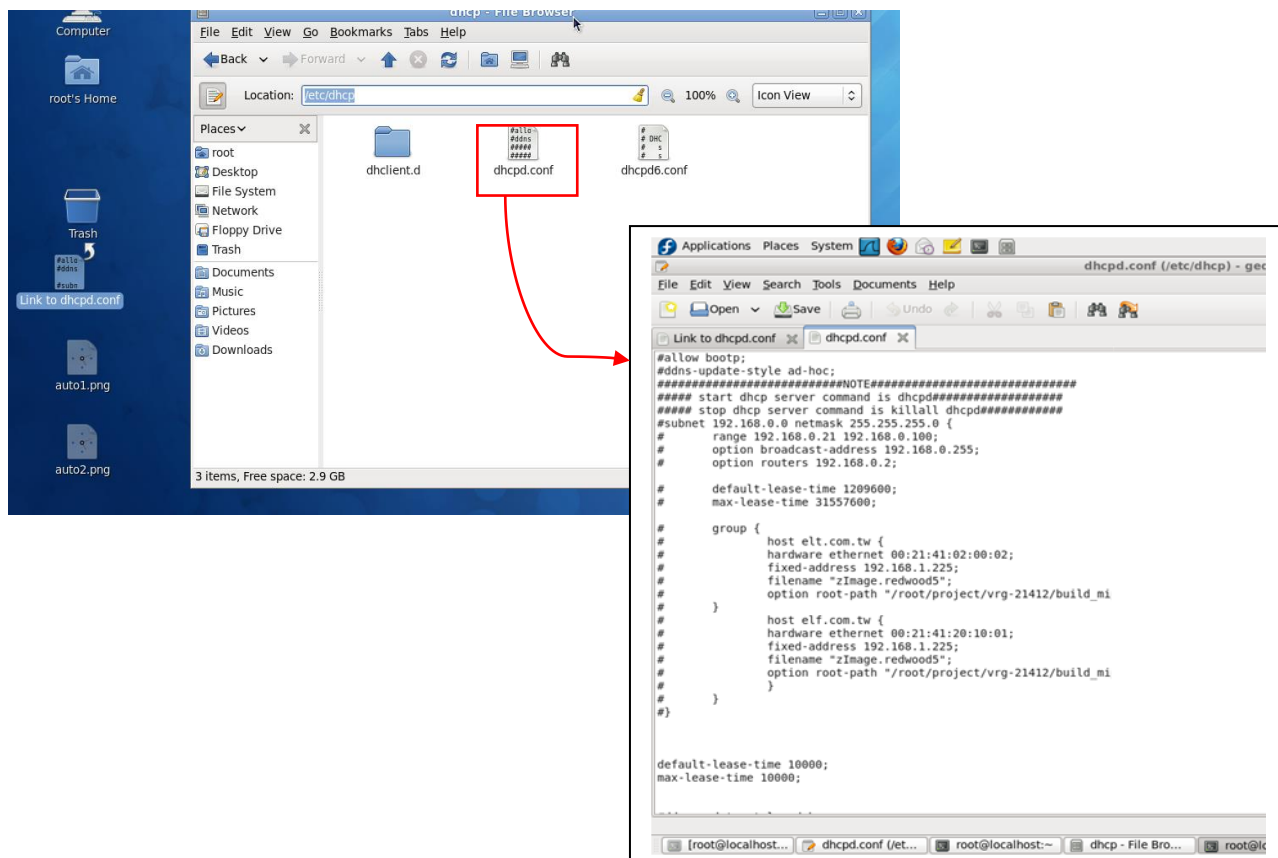 Computer
root's Home
Trash
#allo
#ddns
#subn
Link to dhcpd.conf
auto1.png
auto2.png
dhcp - File Browser
File Edit View Go Bookmarks Tabs Help
Back Forward
Location: /etc/dhcp 100% Icon View
Places
root
Desktop
File System
Network
Floppy Drive
Trash
Documents
Music
Pictures
Videos
Downloads
dhclient.d
#allo
#ddns
#####
#####
dhcpd.conf
#
# DHC
# s
# s
dhcpd6.conf
3 items, Free space: 2.9 GB
Applications Places System
dhcpd.conf (/etc/dhcp) - ged
File Edit View Search Tools Documents Help
Open Save Undo
Link to dhcpd.conf dhcpd.conf
#allow bootp;
#ddns-update-style ad-hoc;
############################NOTE##############################
##### start dhcp server command is dhcpd###################
##### stop dhcp server command is killall dhcpd############
#subnet 192.168.0.0 netmask 255.255.255.0 {
# range 192.168.0.21 192.168.0.100;
# option broadcast-address 192.168.0.255;
# option routers 192.168.0.2;
# default-lease-time 1209600;
# max-lease-time 31557600;
# group {
# host elt.com.tw {
# hardware ethernet 00:21:41:02:00:02;
# fixed-address 192.168.1.225;
# filename "zImage.redwood5";
# option root-path "/root/project/vrg-21412/build_mi
# }
# host elf.com.tw {
# hardware ethernet 00:21:41:20:10:01;
# fixed-address 192.168.1.225;
# filename "zImage.redwood5";
# option root-path "/root/project/vrg-21412/build_mi
# }
# }
#}
default-lease-time 10000;
max-lease-time 10000;
[root@localhost... dhcpd.conf (/et... root@localhost:~ dhcp - File Bro... root@lo